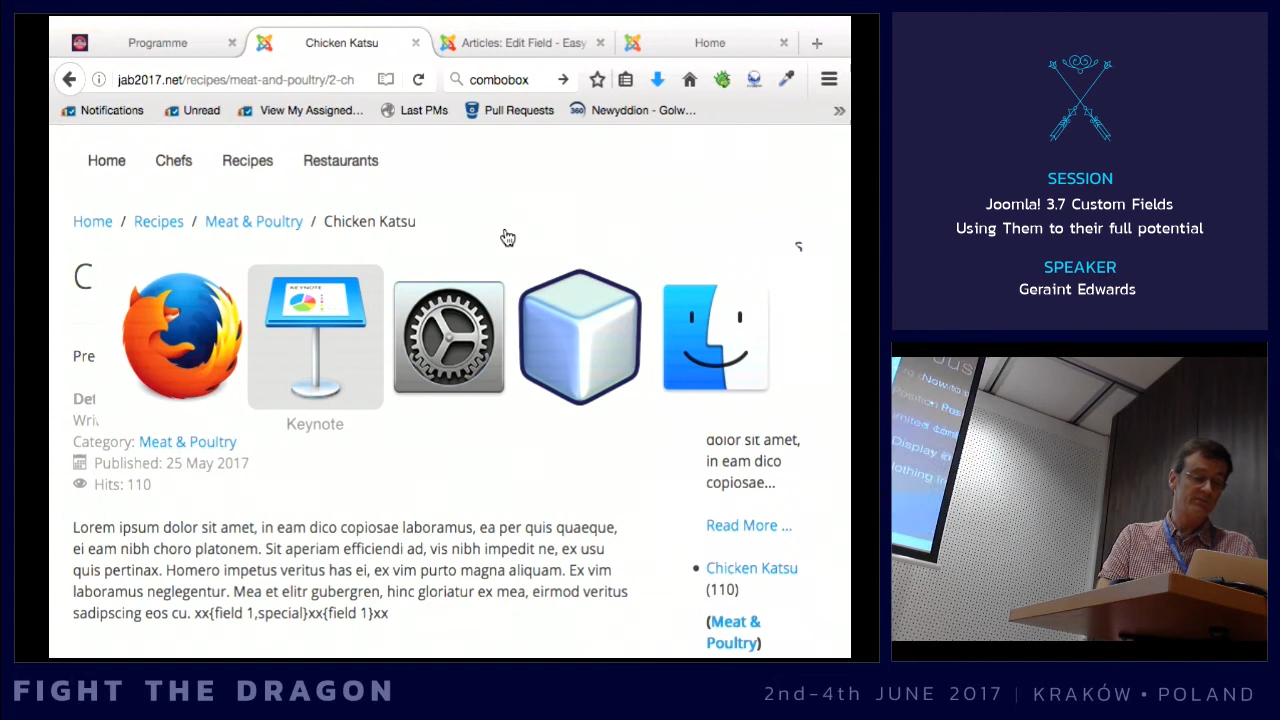 Programme
Chicken Katsu
Articles: Edit Field - Easy
Home
jab2017.net/recipes/meat-and-poultry/2-ch
combobox
Notifications
Unread
View My Assigned...
Last PMs
Pull Requests
Newyddion - Golw...
Home
Chefs
Recipes
Restaurants
Home / Recipes / Meat & Poultry / Chicken Katsu
C
KEYNOTE
Pre
Keynote
Category: Meat & Poultry
Published: 25 May 2017
Hits: 110
Lorem ipsum dolor sit amet, in eam dico copiosae laboramus, ea per quis quaeque,
ei eam nibh choro platonem. Sit aperiam efficiendi ad, vis nibh impedit ne, ex usu
quis pertinax. Homero impetus veritus has ei, ex vim purto magna aliquam. Ex vim
laboramus neglegentur. Mea et elitr gubergren, hinc gloriatur ex mea, eirmod veritus
sadipscing eos cu. xx{field 1,special}xx{field 1}xx
dolor sit amet,
in eam dico
copiosae...
Read More ...
Chicken Katsu
(110)
(Meat &
Poultry)
SESSION
Joomla! 3.7 Custom Fields
Using Them to their full potential
SPEAKER
Geraint Edwards
FIGHT THE DRAGON
2nd-4th JUNE 2017 | KRAKÓW • POLAND